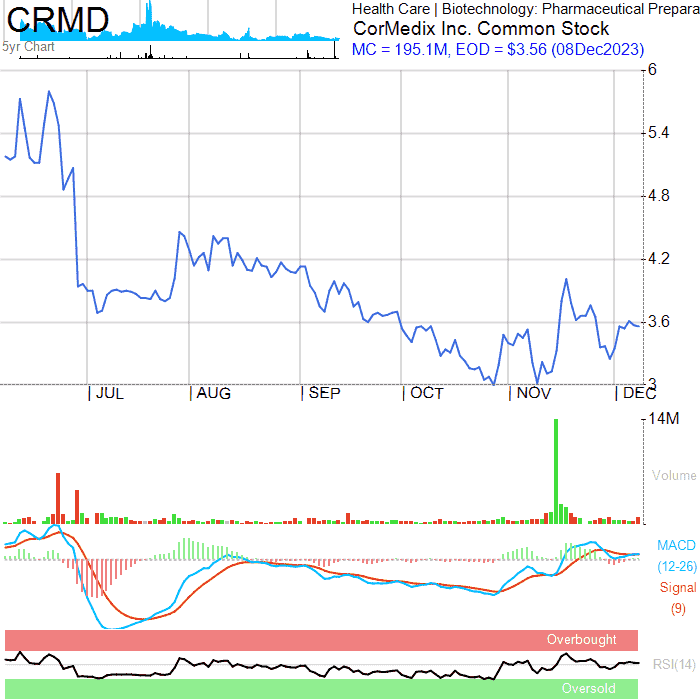 CRMD
5yr Chart
Health Care | Biotechnology: Pharmaceutical Prepara
CorMedix Inc. Common Stock
MC = 195.1M, EOD = $3.56 (08Dec2023)
6
5.4
4.8
4.2
3.6
3
JUL
AUG
SEP
OCT
NOV
DEC
14M
Volume
MACD
(12-26)
Signal
(9)
Overbought
RSI(14)
Oversold